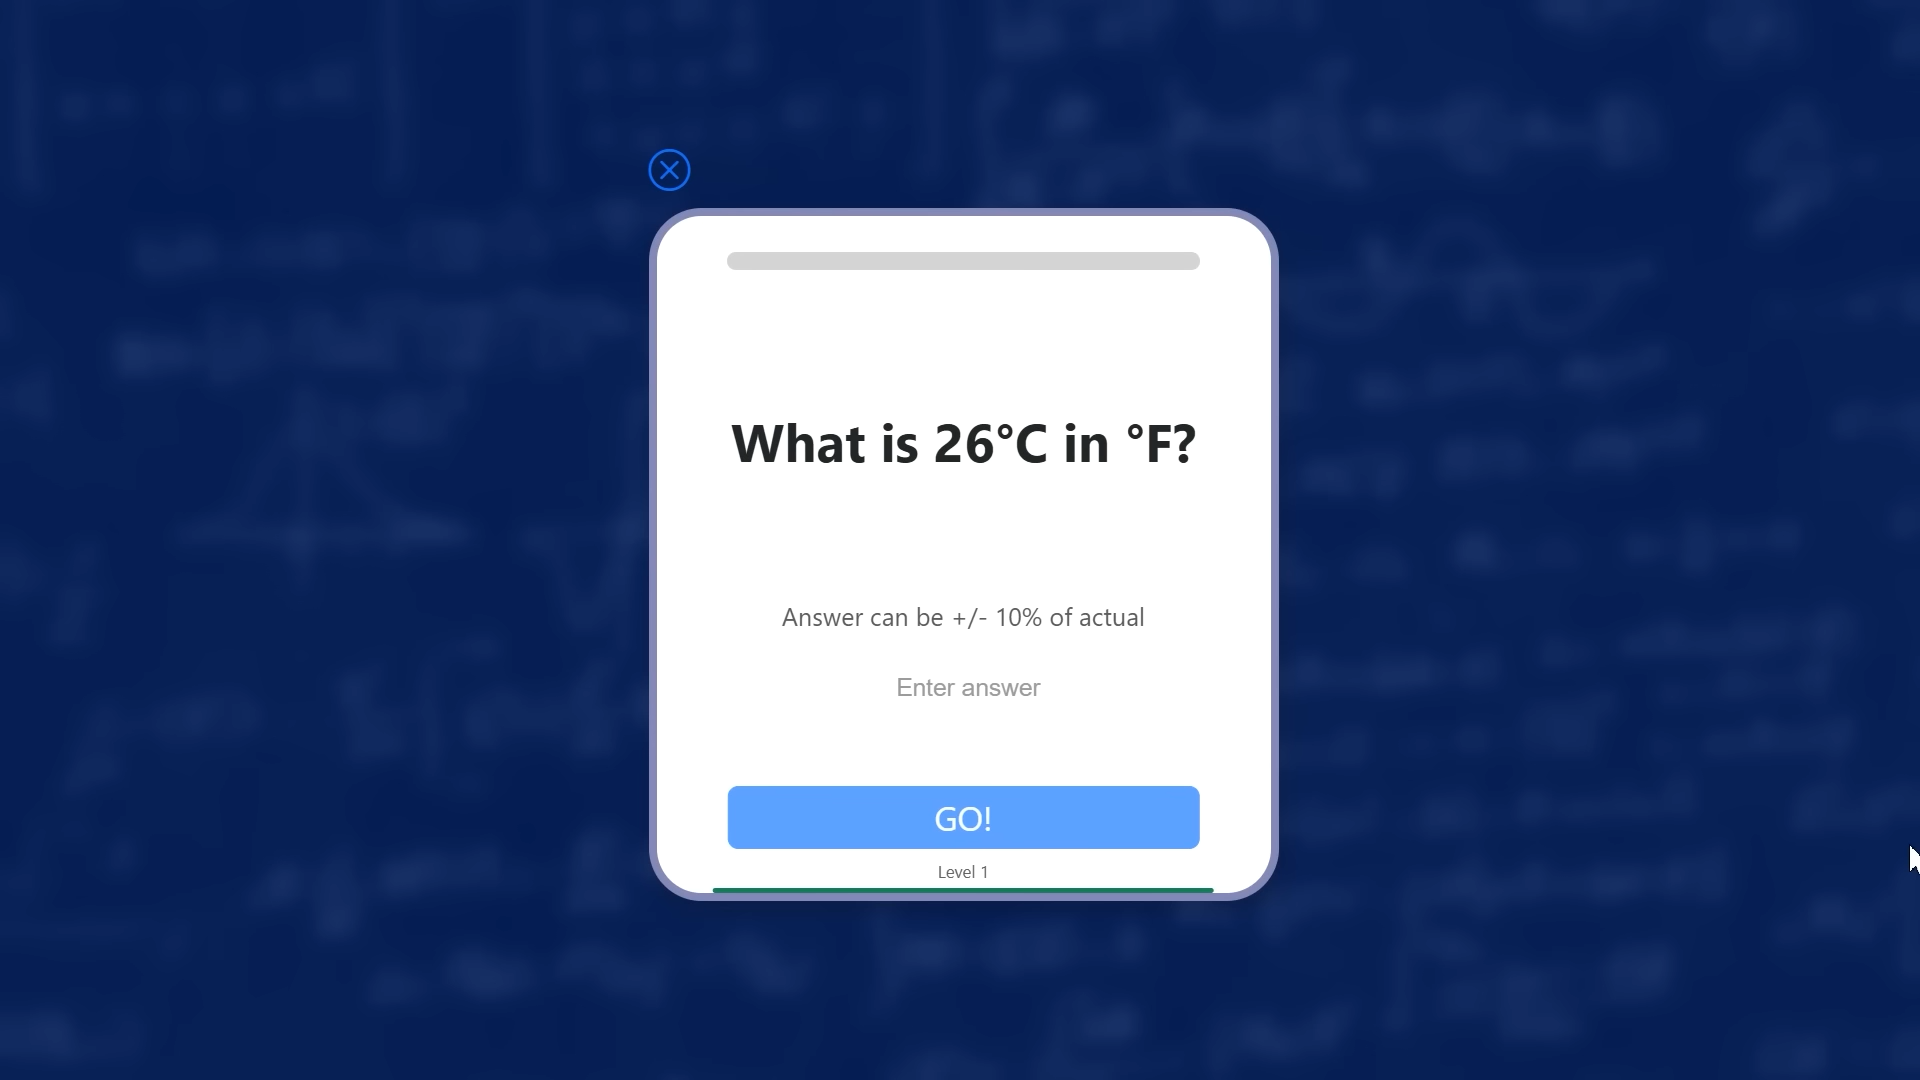 What is 26°C in °F?
Answer can be +/- 10% of actual
Enter answer
GO!
Level 1